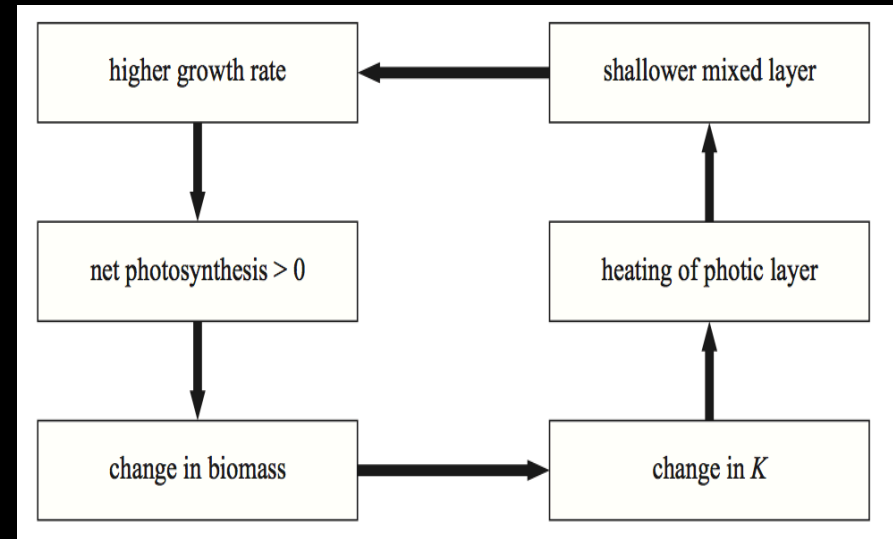 higher growth rate
shallower mixed layer
net photosynthesis > 0
heating of photic layer
change in biomass
change in K